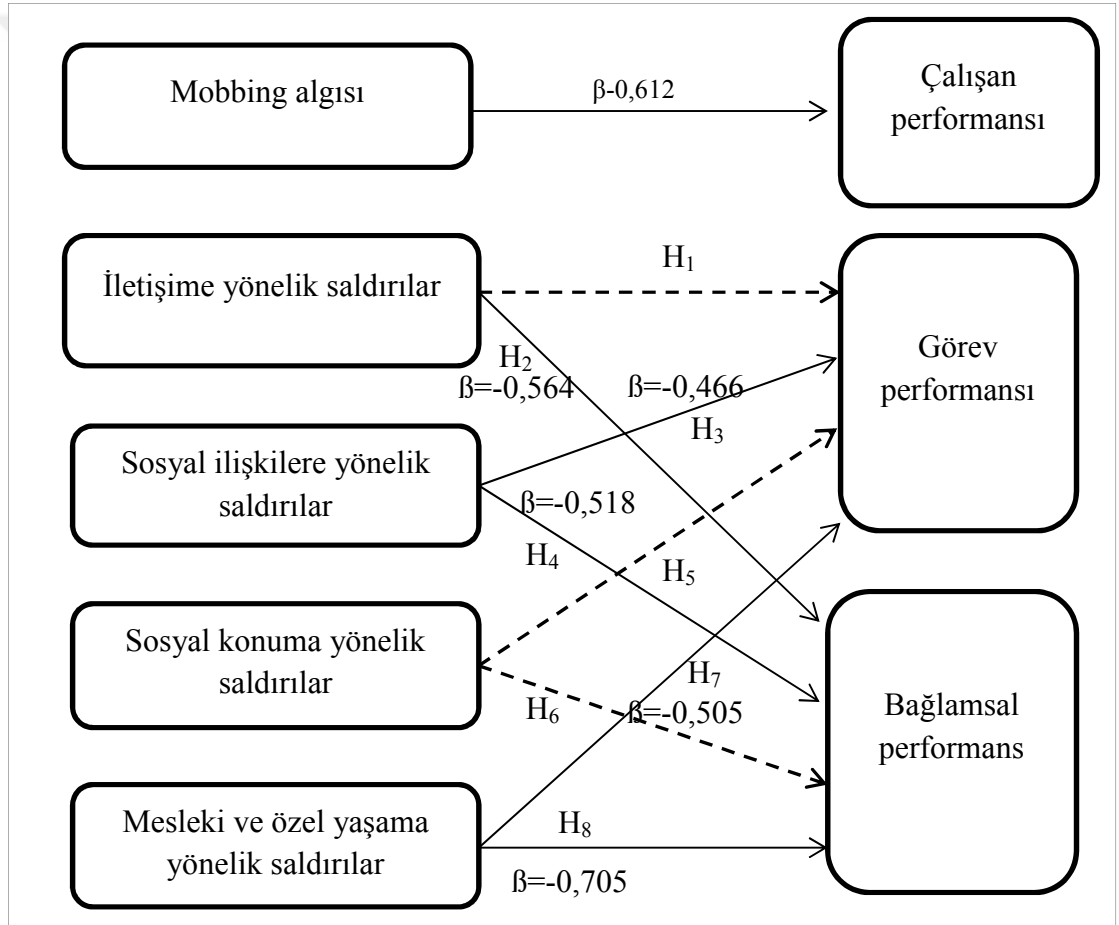 Mobbing algısı
β-0,612
Çalışan
performansı
İletişime yönelik saldırılar
H₁
Görev
performansı
H₂
ß=-0,564
ß=-0,466
H₃
Sosyal ilişkilere yönelik
saldırılar
ß=-0,518
H₄
H₅
Sosyal konuma yönelik
saldırılar
H₆
H₇
ß=-0,505
Bağlamsal
performans
Mesleki ve özel yaşama
yönelik saldırılar
H₈
ß=-0,705